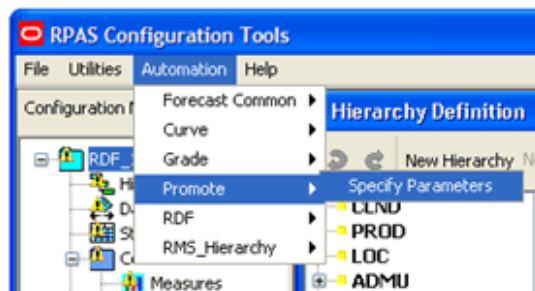 RPAS Configuration Tools
File Utilities Automation Help
Configuration
Forecast Common
Curve
Grade
Promote
RDF
RMS_Hierarchy
Specify Parameters
Hierarchy Definition
New Hierarchy
RDF_
CLND
PROD
LOC
ADMU
Measures